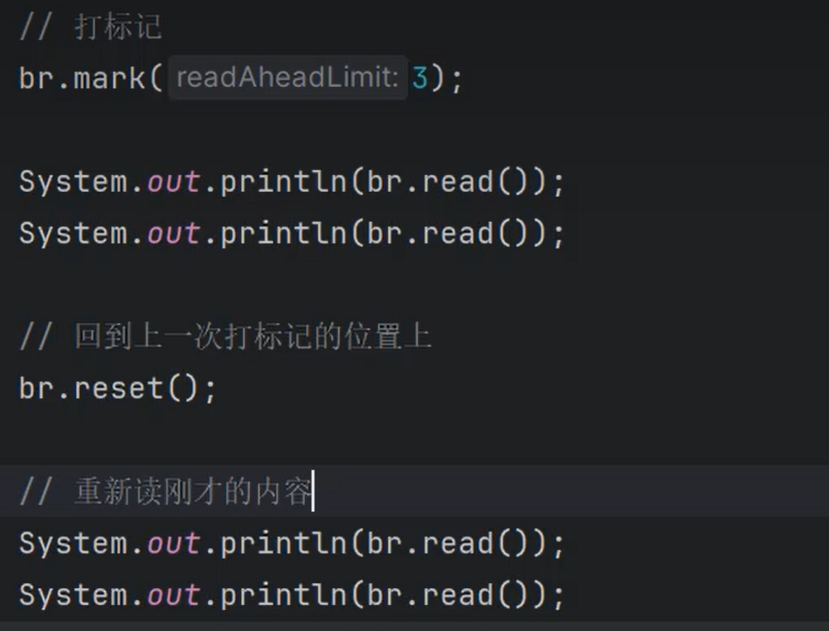 // 打标记
br.mark( readAheadLimit: 3);
System.out.println(br.read());
System.out.println(br.read());
// 回到上一次打标记的位置上
br.reset();
// 重新读刚才的内容
System.out.println(br.read());
System.out.println(br.read());